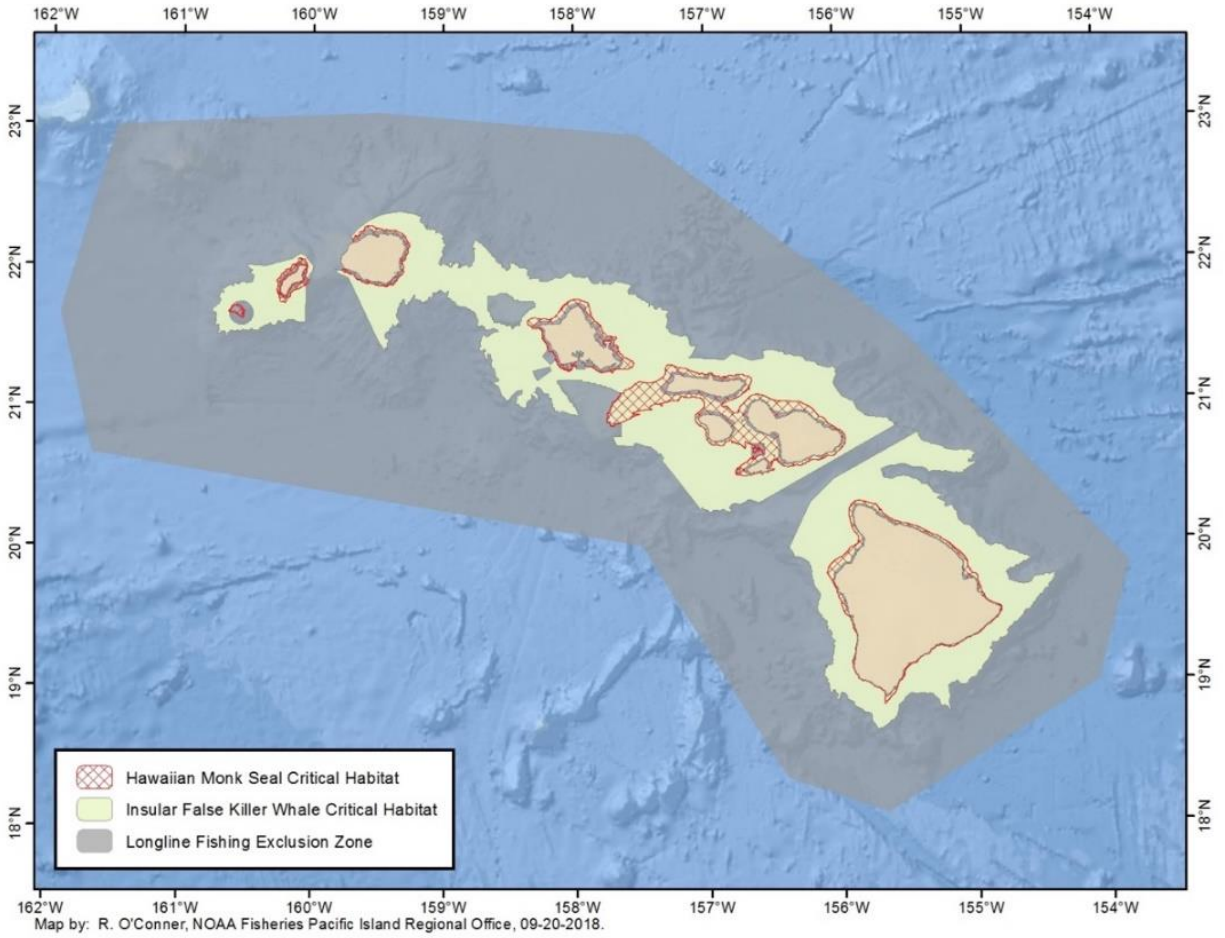 162°W 161°W 160°W 159°W 158°W 157°W 156°W 155°W 154°W
23°N 23°N
22°N 22°N
21°N 21°N
20°N 20°N
19°N 19°N
18°N 18°N
Hawaiian Monk Seal Critical Habitat
Insular False Killer Whale Critical Habitat
Longline Fishing Exclusion Zone
162°W 161°W 160°W 159°W 158°W 157°W 156°W 155°W 154°W
Map by: R. O'Conner, NOAA Fisheries Pacific Island Regional Office, 09-20-2018.